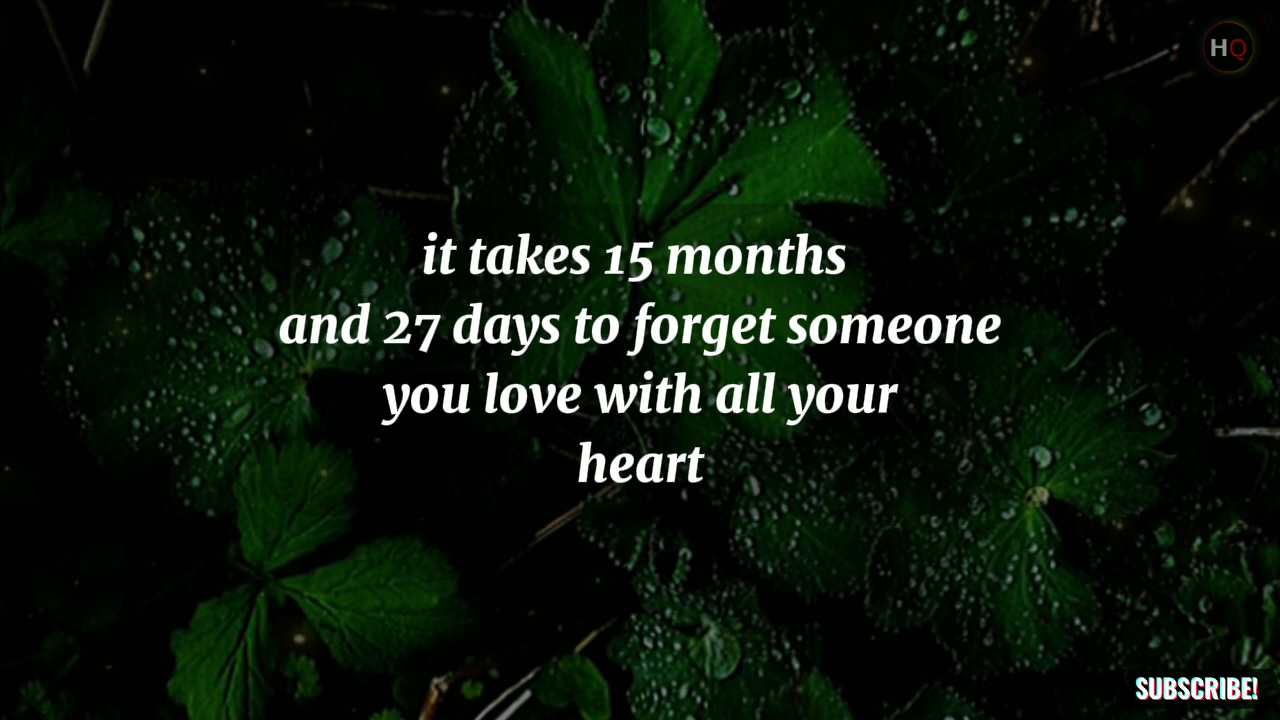 HQ
it takes 15 months
and 27 days to forget someone
you love with all your
heart
SUBSCRIBE!